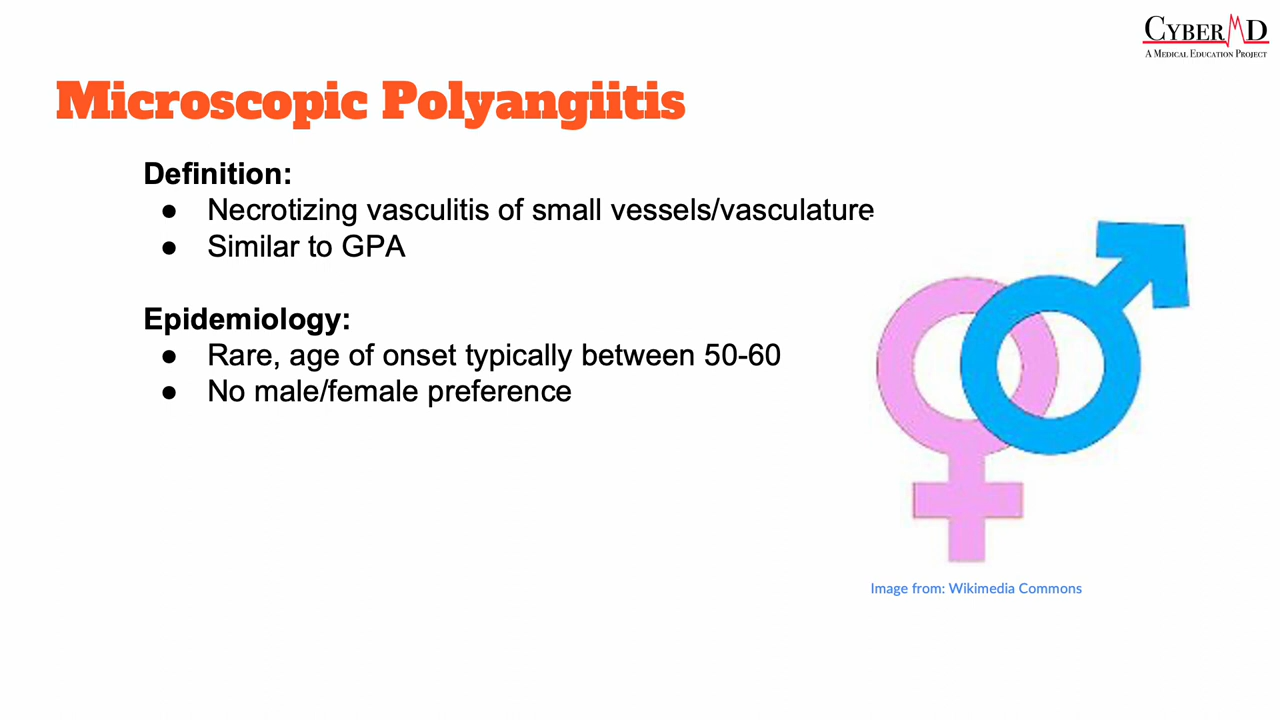 CYBERMD
A MEDICAL EDUCATION PROJECT
Microscopic Polyangiitis
Definition:
● Necrotizing vasculitis of small vessels/vasculature
● Similar to GPA
Epidemiology:
● Rare, age of onset typically between 50-60
● No male/female preference
Image from: Wikimedia Commons